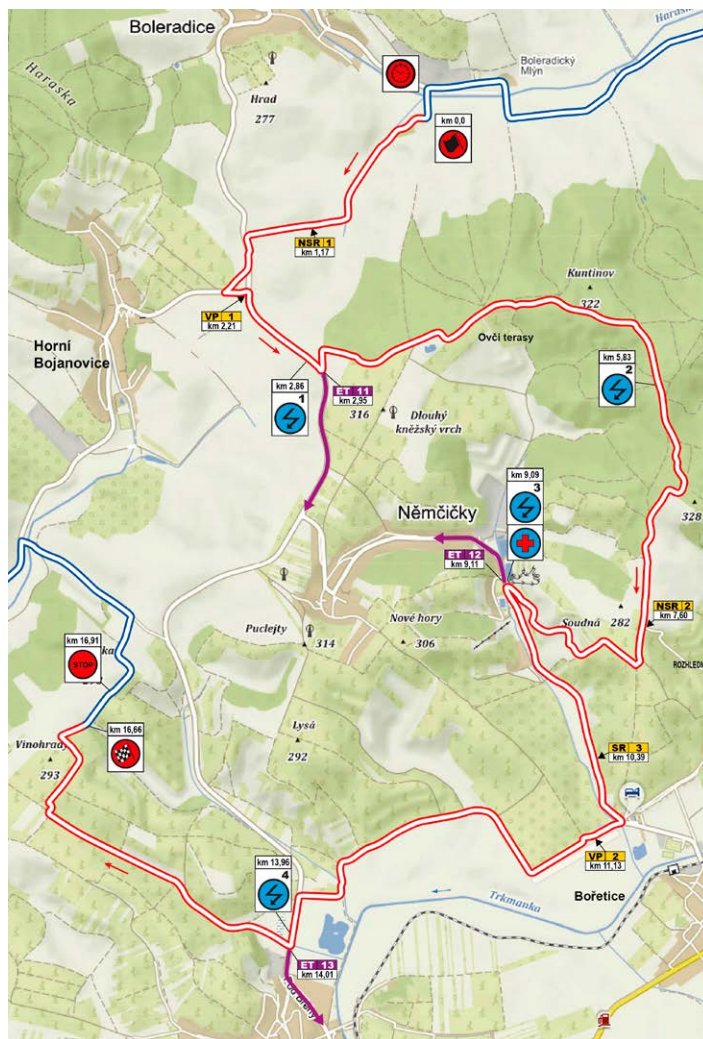 Boleradice
Haraska
Boleradický
Mlýn
Haraska
Hrad
277
km 0,0
NSR 1
km 1,17
Kuntinov
322
VP 1
km 2,21
Horní
Bojanovice
Ovčí terasy
km 5,83
2
km 2,86
1
ET 11
km 2,95
316
Dlouhý
kněžský vrch
km 9,09
3
328
Němčičky
ET 12
km 9,11
NSR 2
km 7,60
Soudná
282
Nové hory
306
Puclejty
314
ROZHLEDN
km 16,91
STOP
km 16,66
Lysá
292
Vinohrady
293
SR 3
km 10,39
VP 2
km 11,13
Bořetice
km 13,96
4
Trkmanka
ET 13
km 14,01